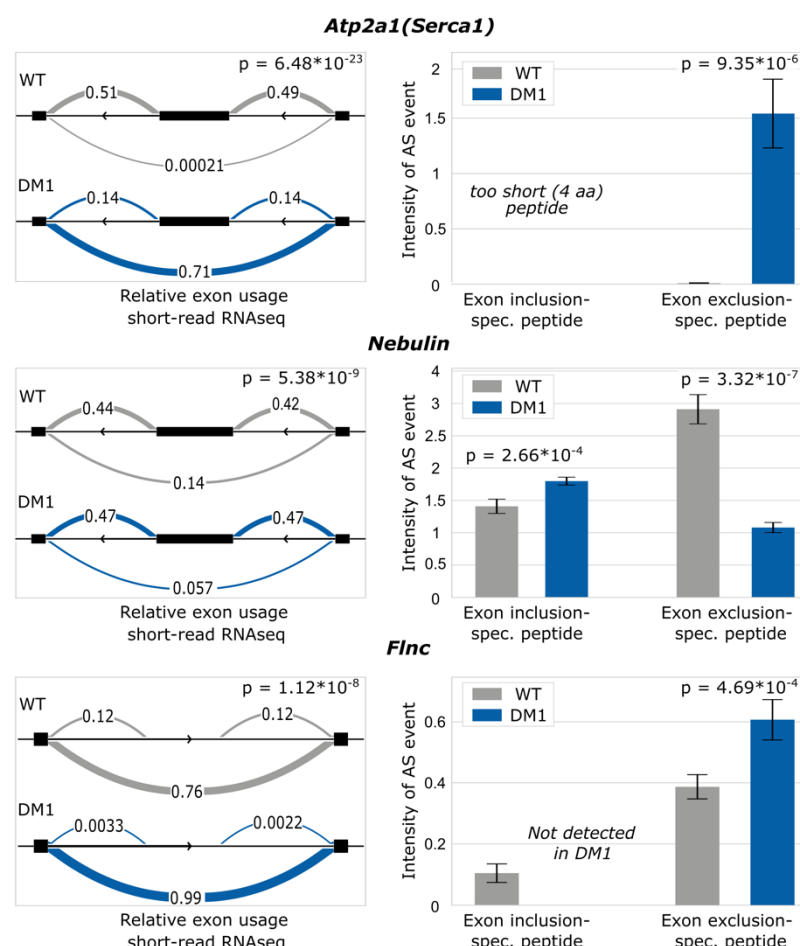 Atp2a1(Serca1)
p = 6.48*10-23
WT
0.51
0.49
0.00021
DM1
0.14
0.14
0.71
Relative exon usage
short-read RNAseq
Intensity of AS event
2
1.5
1
0.5
0
WT
DM1
p = 9.35*10-6
too short (4 aa)
peptide
Exon inclusion-
spec. peptide
Exon exclusion-
spec. peptide
Nebulin
p = 5.38*10-9
WT
0.44
0.42
0.14
DM1
0.47
0.47
0.057
Relative exon usage
short-read RNAseq
Intensity of AS event
4
3.5
3
2.5
2
1.5
1
0.5
0
WT
DM1
p = 3.32*10-7
p = 2.66*10-4
Exon inclusion-
spec. peptide
Exon exclusion-
spec. peptide
Flnc
p = 1.12*10-8
WT
0.12
0.12
0.76
DM1
0.0033
0.0022
0.99
Relative exon usage
short-read RNAseq
Intensity of AS event
0.6
0.4
0.2
0
WT
DM1
p = 4.69*10-4
Not detected
in DM1
Exon inclusion-
spec. peptide
Exon exclusion-
spec. peptide